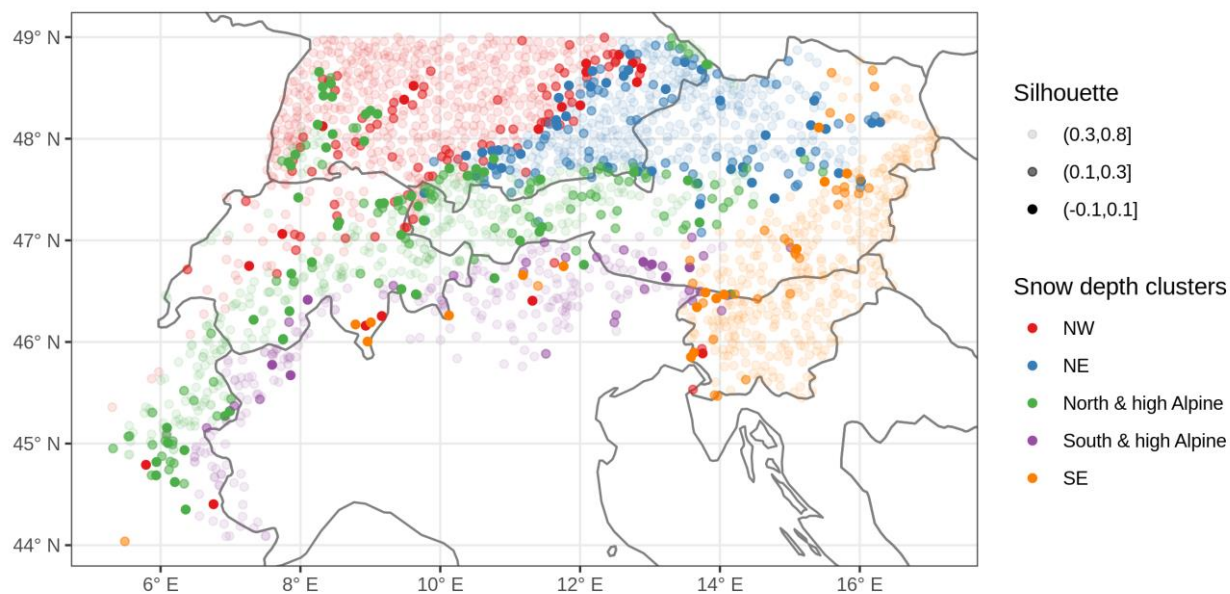 49° N
48° N
47° N
46° N
45° N
44° N
6° E
8° E
10° E
12° E
14° E
16° E
Silhouette
(0.3,0.8]
(0.1,0.3]
(-0.1,0.1]
Snow depth clusters
NW
NE
North & high Alpine
South & high Alpine
SE